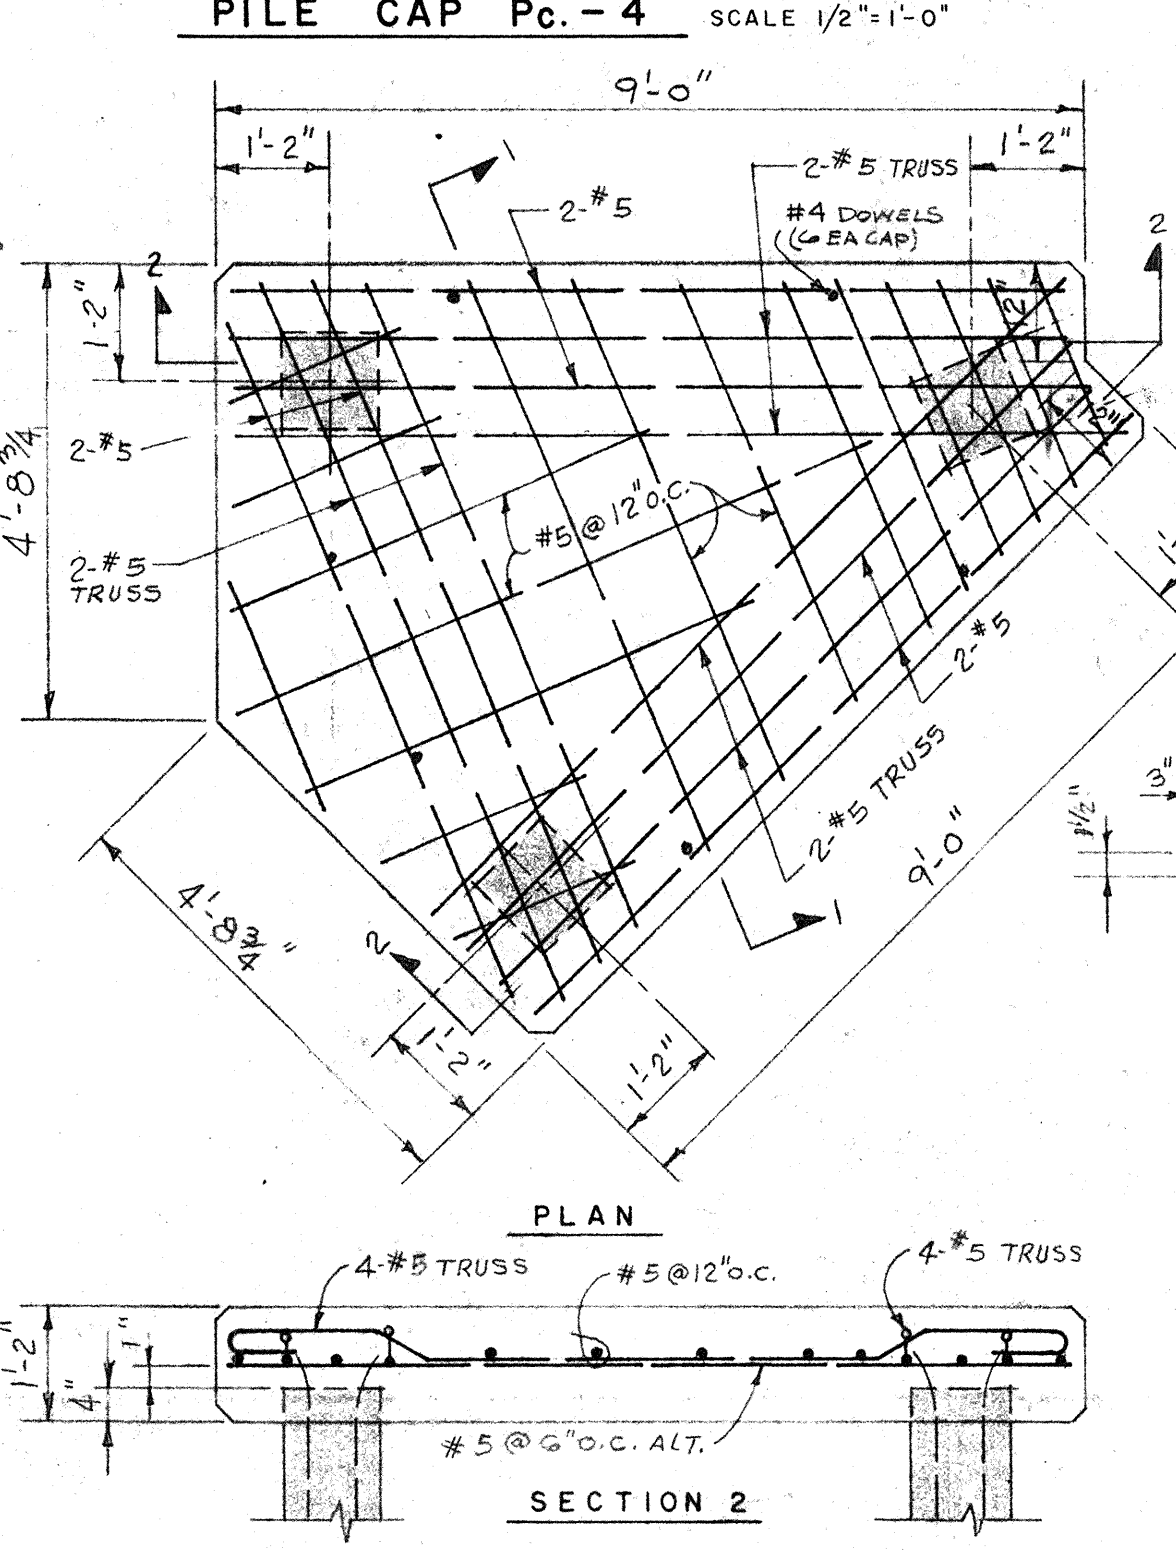 PILE CAP Pc.-4 SCALE 1/2"=1'-0"
9'-0"
1'-2"
1'-2"
1
2-#5 TRUSS
2-#5
#4 DOWELS
(6 EA CAP)
2
2
1'-2"
4'-8 3/4
2-#5
2-#5
TRUSS
#5 @ 12" O.C.
2-#5
2-#5 TRUSS
9'-0"
3"
1 1/2"
4'-8 3/4"
2
1
1'-2"
1'-2"
PLAN
4-#5 TRUSS
#5 @ 12" O.C.
4-#5 TRUSS
1'-2"
1"
4"
#5 @ 6" O.C. ALT.
SECTION 2